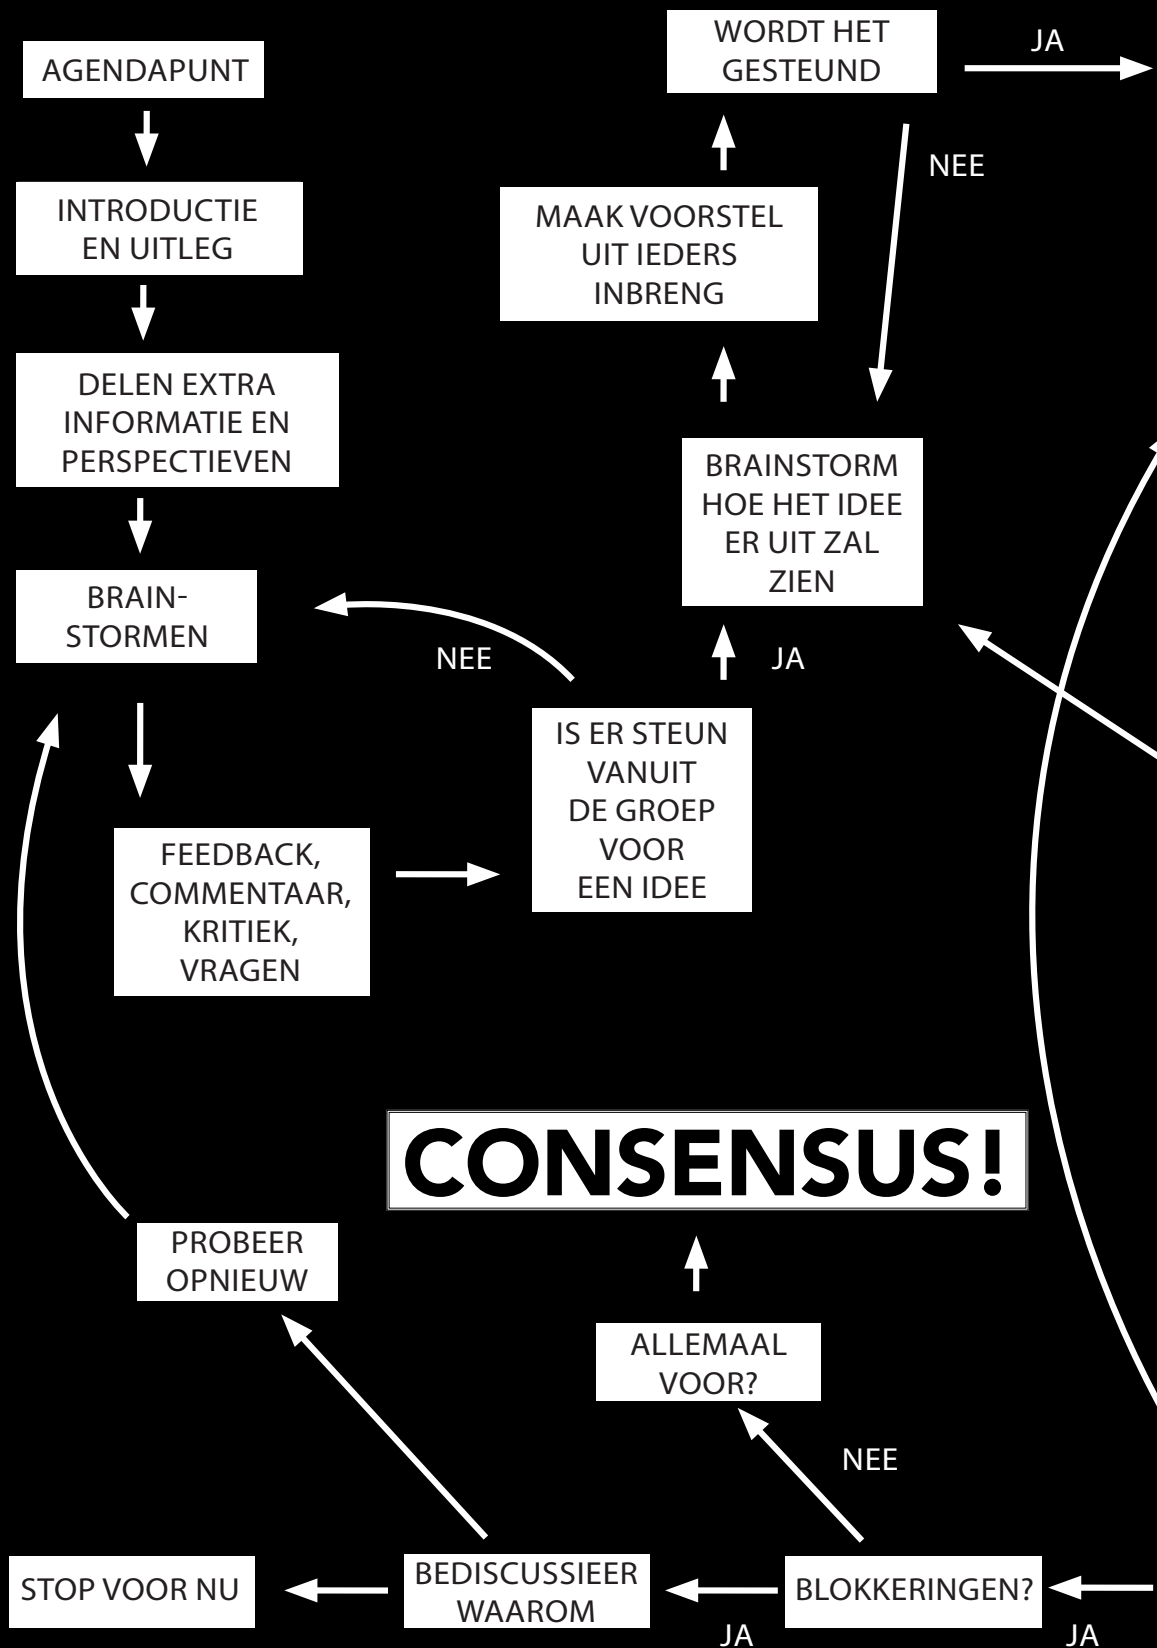 AGENDAPUNT
INTRODUCTIE
EN UITLEG
DELEN EXTRA
INFORMATIE EN
PERSPECTIEVEN
BRAIN-
STORMEN
FEEDBACK,
COMMENTAAR,
KRITIEK,
VRAGEN
NEE
IS ER STEUN
VANUIT
DE GROEP
VOOR
EEN IDEE
JA
BRAINSTORM
HOE HET IDEE
ER UIT ZAL
ZIEN
MAAK VOORSTEL
UIT IEDERS
INBRENG
WORDT HET
GESTEUND
JA
NEE
CONSENSUS!
ALLEMAAL
VOOR?
NEE
PROBEER
OPNIEUW
STOP VOOR NU
BEDISCUSSIEER
WAAROM
JA
BLOKKERINGEN?
JA